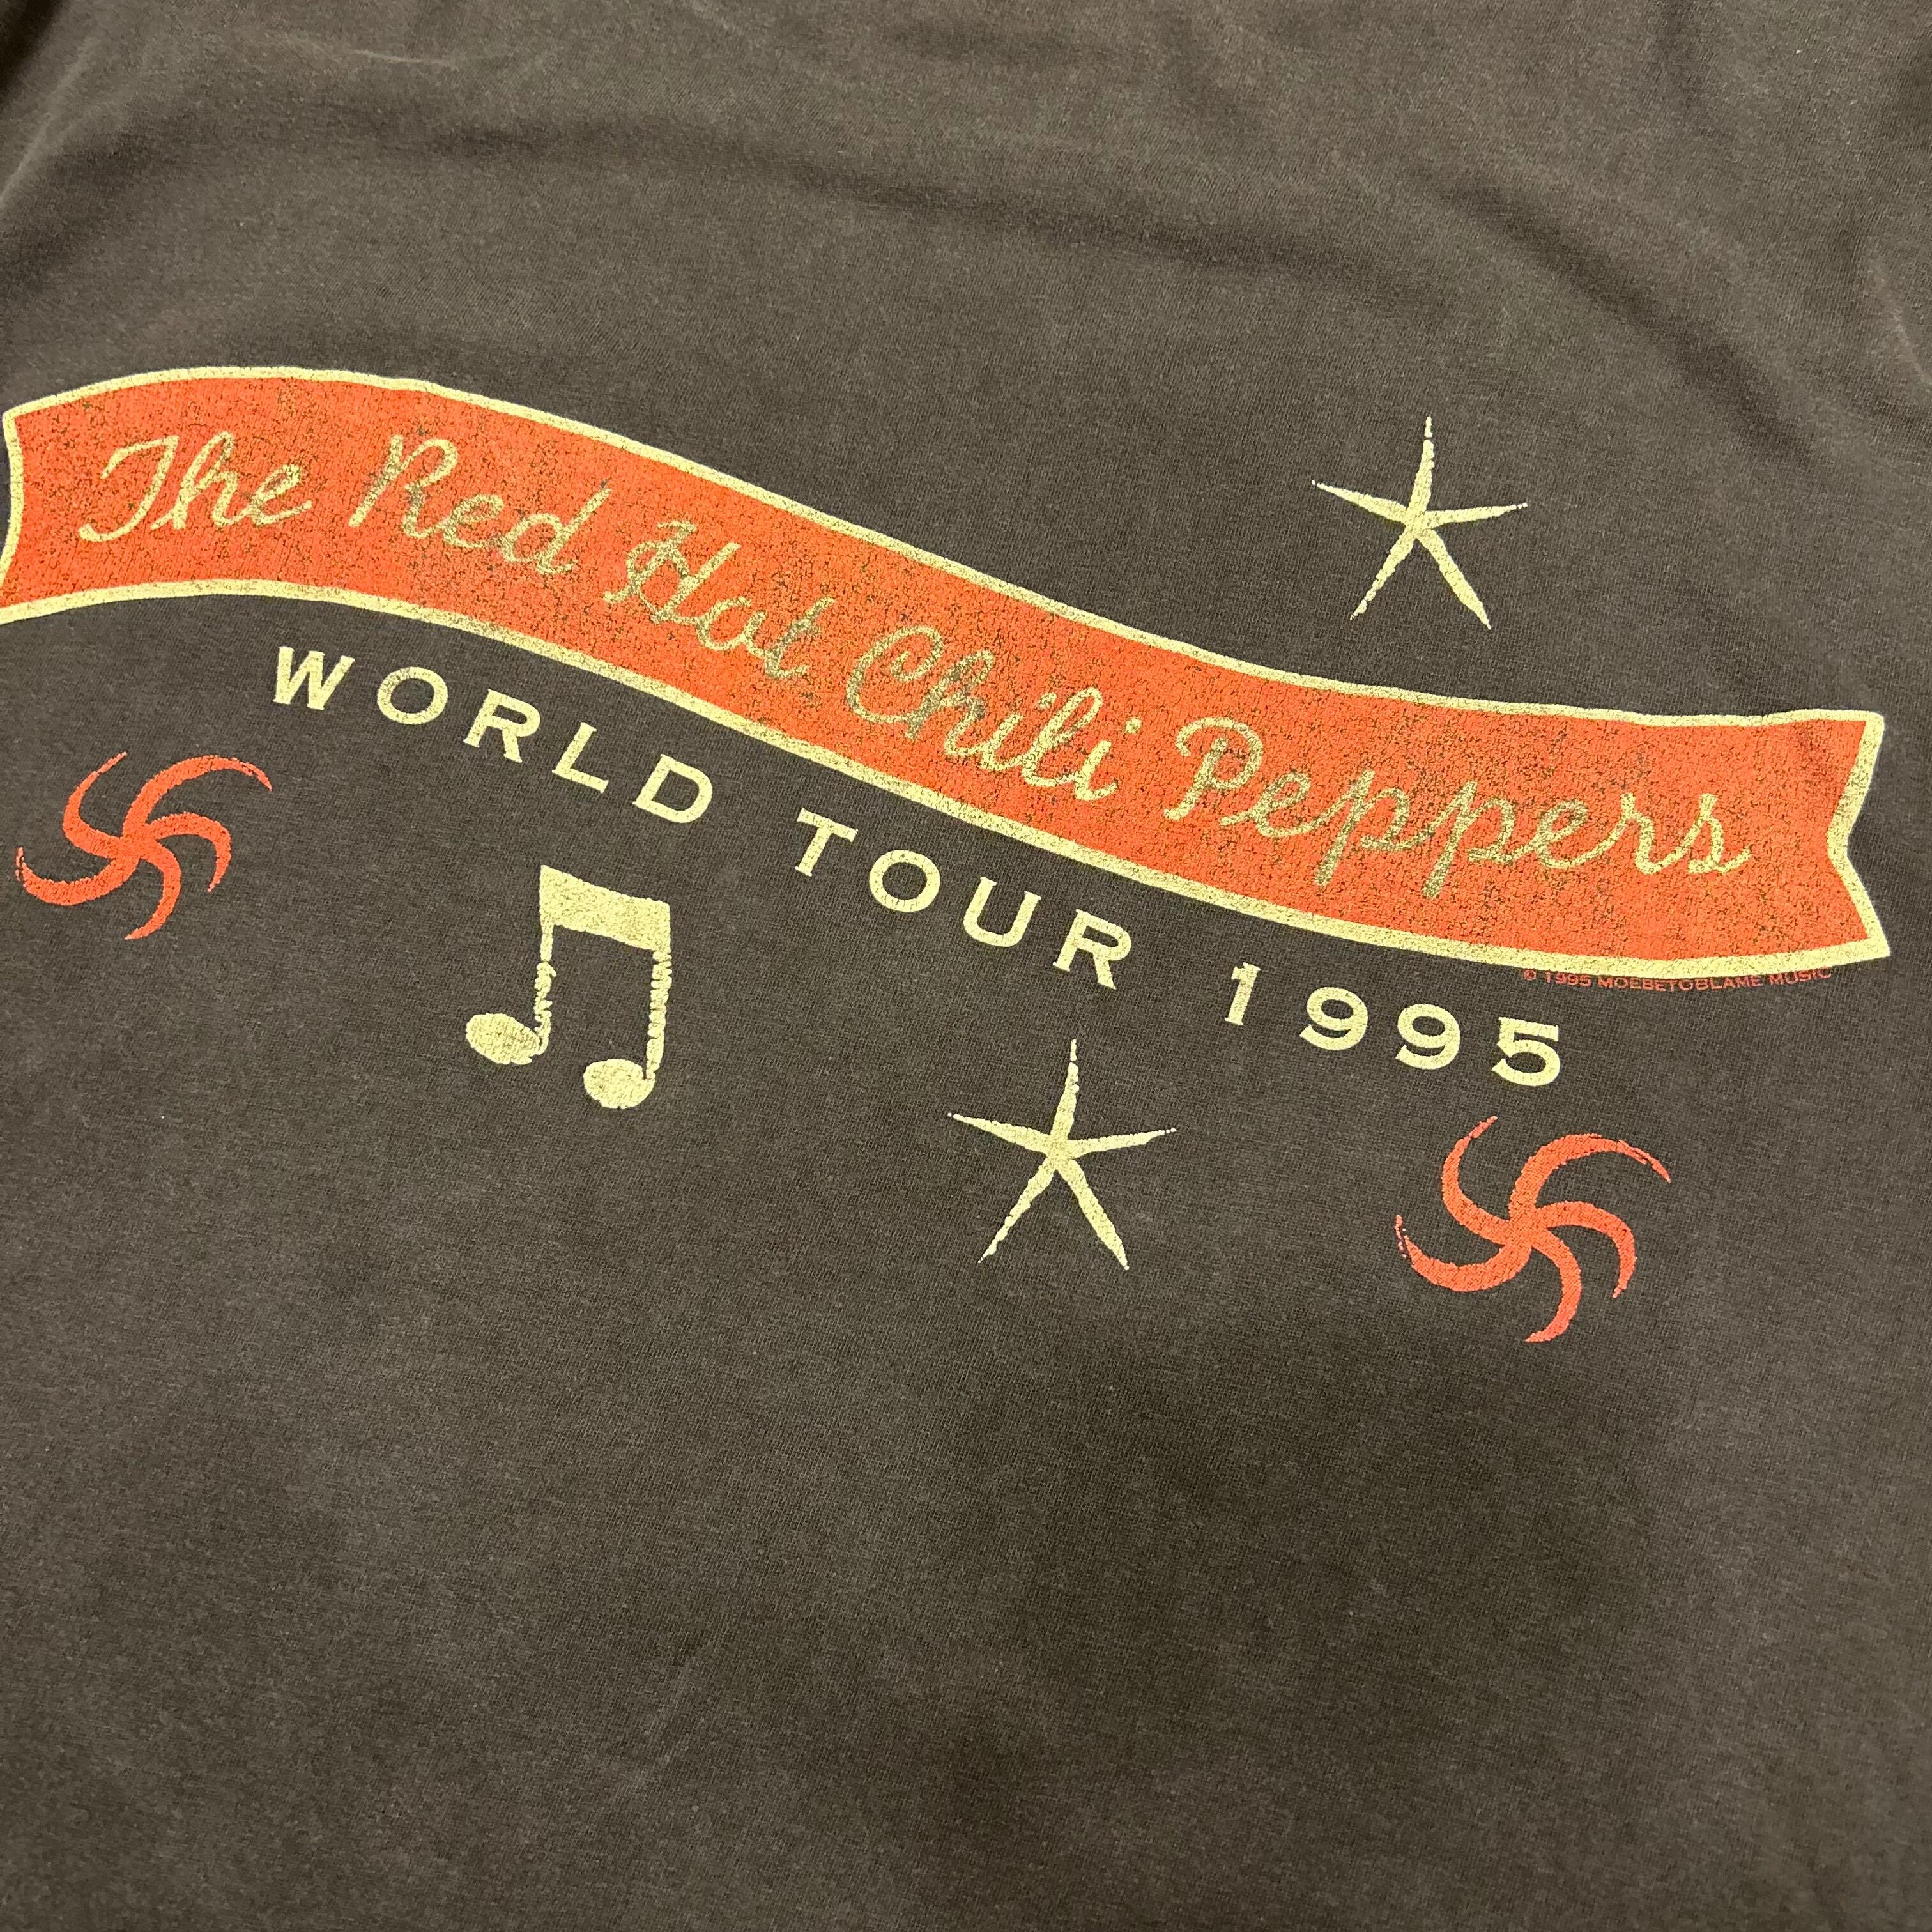 The Red Hot Chili Peppers
WORLD TOUR 1995
© 1995 MOEBETOBLAME MUSIC